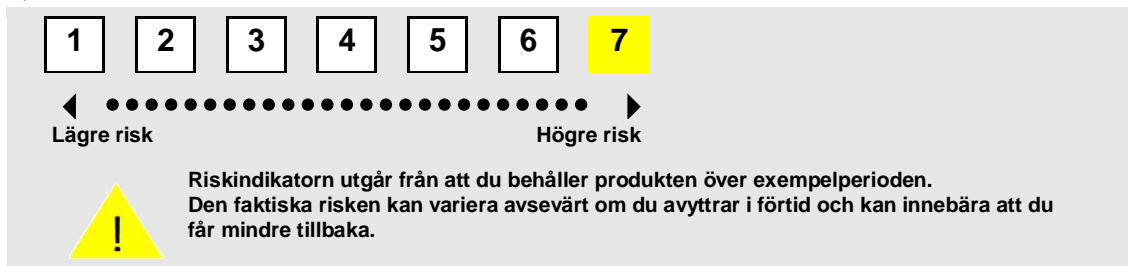 1 2 3 4 5 6 7
Lägre risk Högre risk
!
Riskindikatorn utgår från att du behåller produkten över exempelperioden.
Den faktiska risken kan variera avsevärt om du avyttrar i förtid och kan innebära att du
får mindre tillbaka.